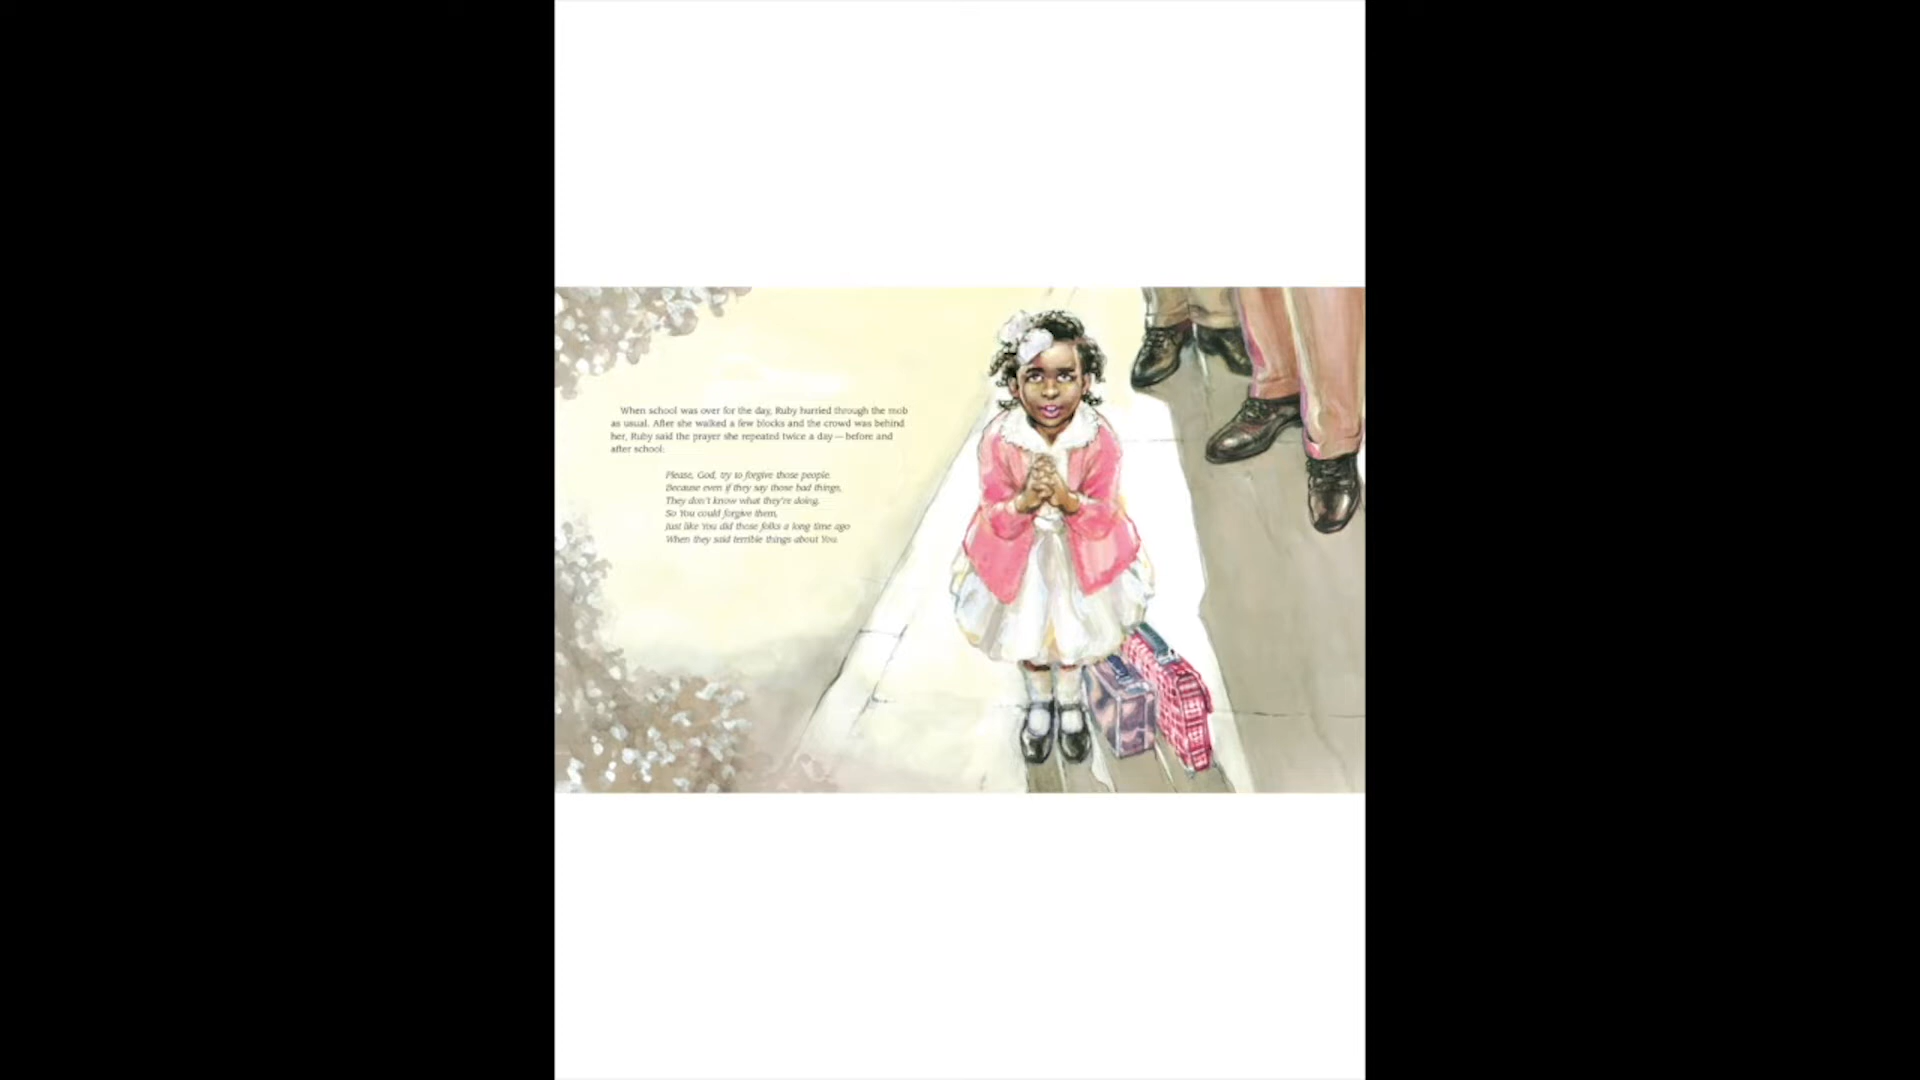 When school was over for the day, Ruby hurried through the mob
as usual. After she walked a few blocks and the crowd was behind
her, Ruby said the prayer she repeated twice a day — before and
after school:
Please, God, try to forgive those people.
Because even if they say those bad things,
They don't know what they're doing.
So You could forgive them,
Just like You did those folks a long time ago
When they said terrible things about You.